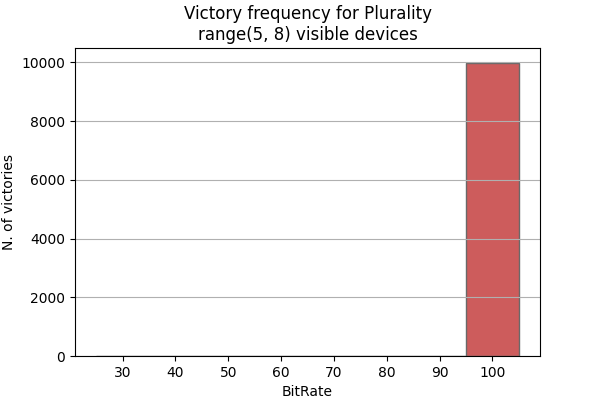 Victory frequency for Plurality
range(5, 8) visible devices
10000
8000
6000
4000
2000
0
N. of victories
30 40 50 60 70 80 90 100
BitRate